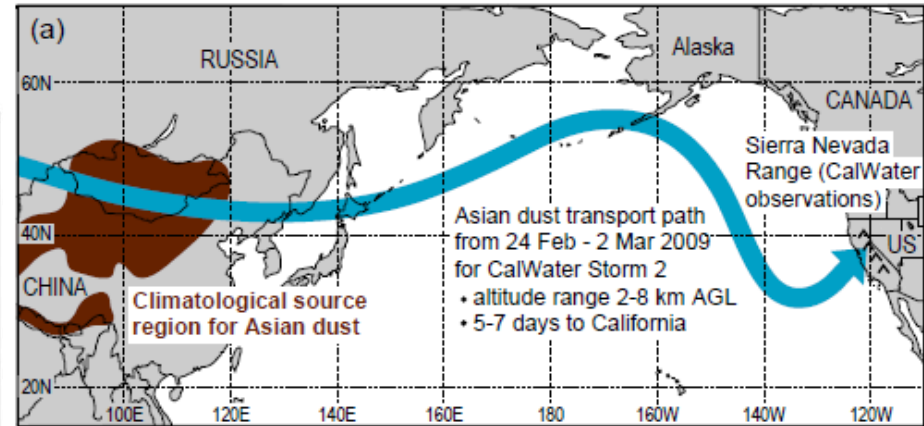 (a)
RUSSIA
Alaska
60N
CANADA
Sierra Nevada
Range (CalWater
observations)
Asian dust transport path
from 24 Feb - 2 Mar 2009
for CalWater Storm 2
• altitude range 2-8 km AGL
• 5-7 days to California
40N
US
CHINA
Climatological source
region for Asian dust
20N
100E 120E 140E 160E 180 160W 140W 120W